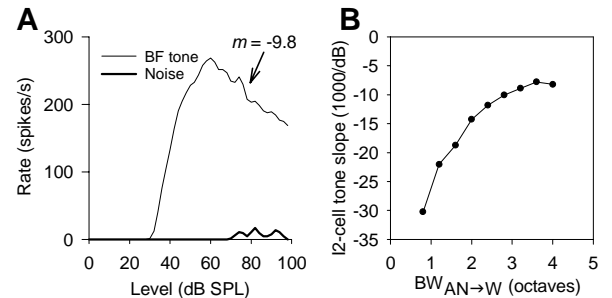 A
BF tone
Noise
m = -9.8
Rate (spikes/s)
300
200
100
0
0 20 40 60 80 100
Level (dB SPL)
B
I2-cell tone slope (1000/dB)
0
-5
-10
-15
-20
-25
-30
-35
0 1 2 3 4 5
BWAN→W (octaves)